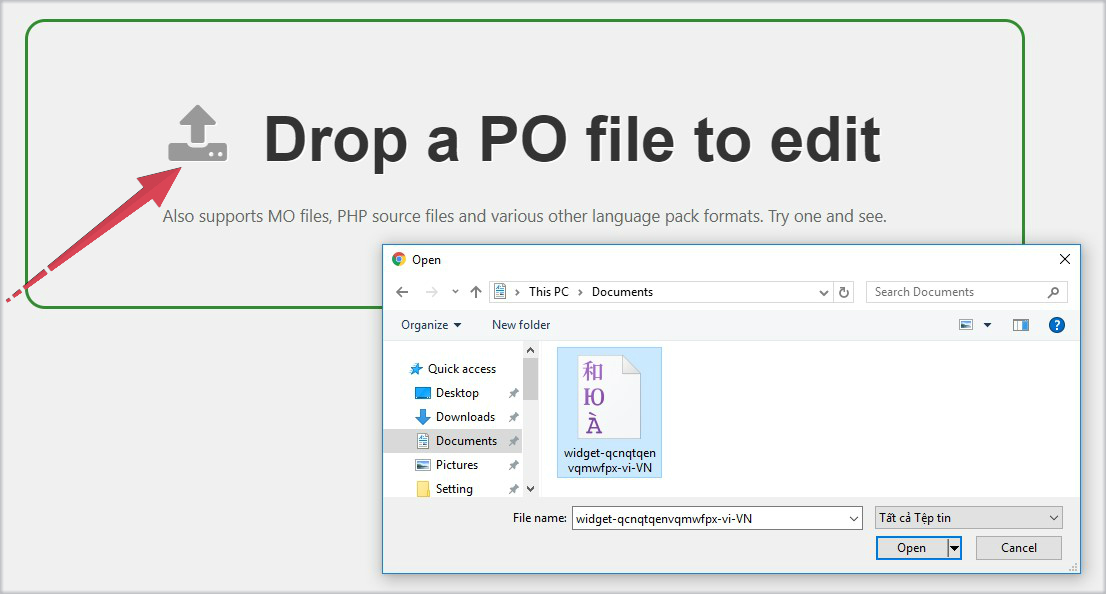 Drop a PO file to edit
Also supports MO files, PHP source files and various other language pack formats. Try one and see.
Open
This PC > Documents
Search Documents
Organize
New folder
?
Quick access
Desktop
Downloads
Documents
Pictures
Setting
和
Ю
À
widget-qcnqtqen
vqmwfpx-vi-VN
File name: widget-qcnqtqenvqmwfpx-vi-VN
Tất cả Tệp tin
Open
Cancel